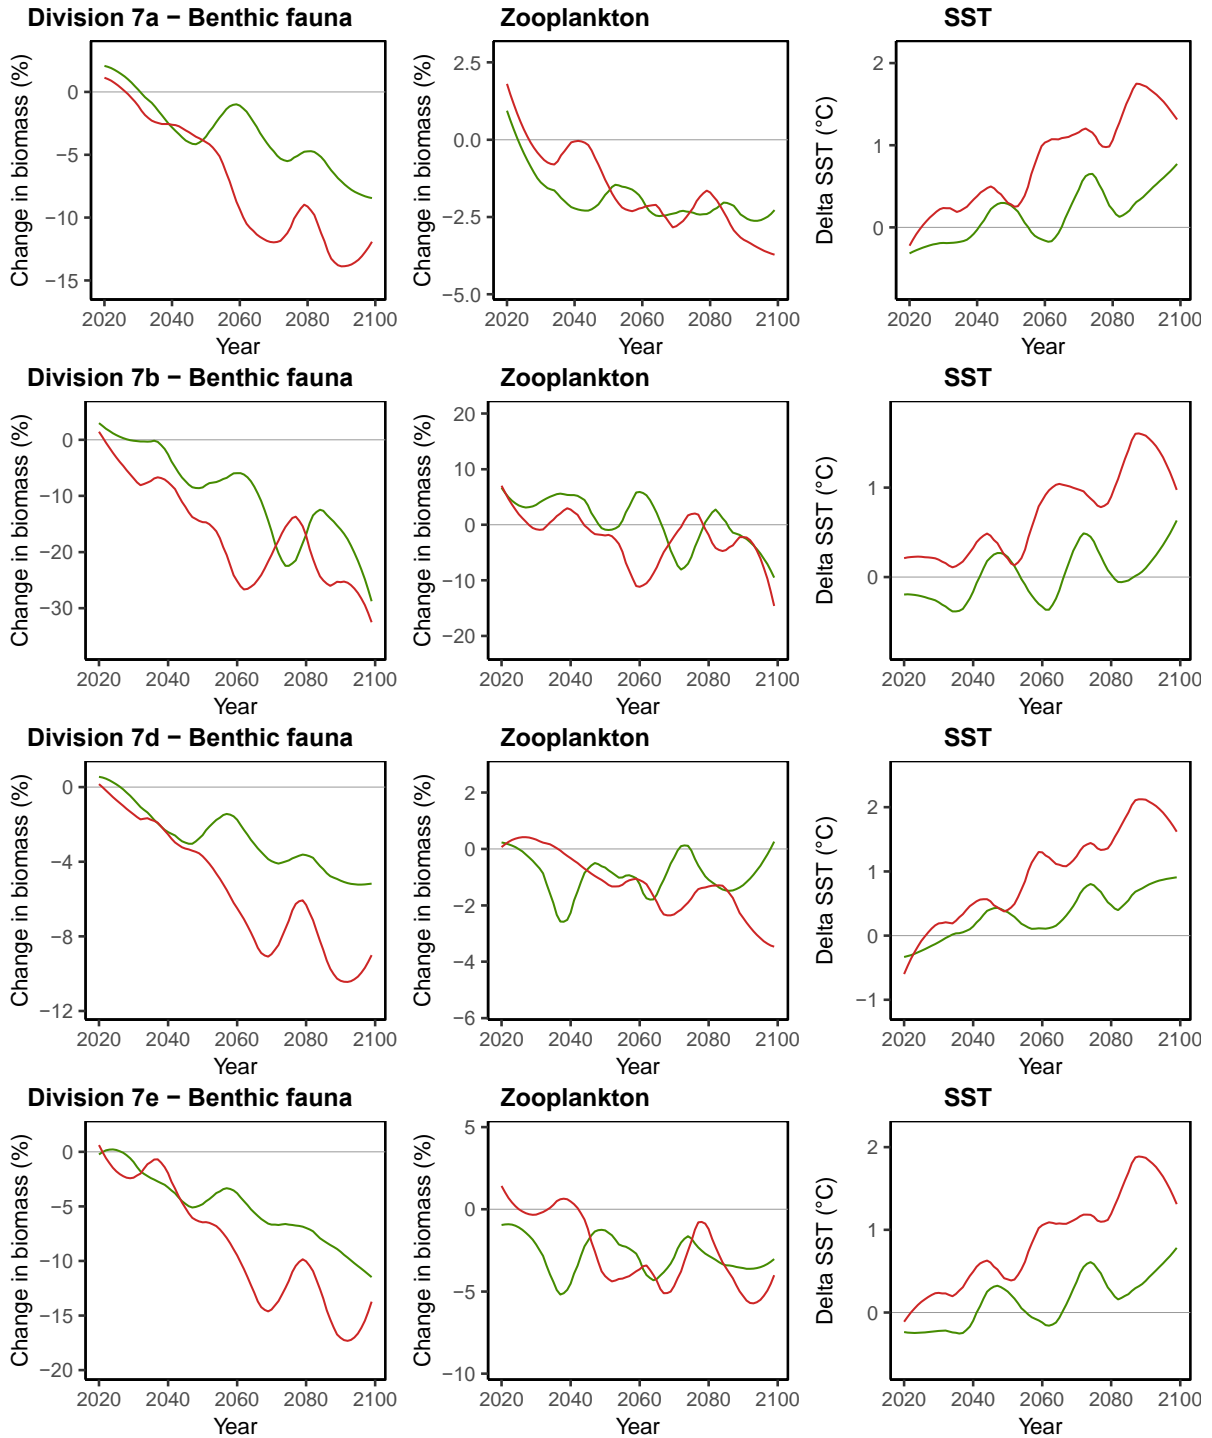 Division 7a − Benthic fauna
Zooplankton
SST
Change in biomass (%)
0
−5
−10
−15
2020 2040 2060 2080 2100
Year
Change in biomass (%)
2.5
0.0
−2.5
−5.0
2020 2040 2060 2080 2100
Year
Delta SST (°C)
2
1
0
2020 2040 2060 2080 2100
Year
Division 7b − Benthic fauna
Zooplankton
SST
Change in biomass (%)
0
−10
−20
−30
2020 2040 2060 2080 2100
Year
Change in biomass (%)
20
10
0
−10
−20
2020 2040 2060 2080 2100
Year
Delta SST (°C)
1
0
2020 2040 2060 2080 2100
Year
Division 7d − Benthic fauna
Zooplankton
SST
Change in biomass (%)
0
−4
−8
−12
2020 2040 2060 2080 2100
Year
Change in biomass (%)
2
0
−2
−4
−6
2020 2040 2060 2080 2100
Year
Delta SST (°C)
2
1
0
−1
2020 2040 2060 2080 2100
Year
Division 7e − Benthic fauna
Zooplankton
SST
Change in biomass (%)
0
−5
−10
−15
−20
2020 2040 2060 2080 2100
Year
Change in biomass (%)
5
0
−5
−10
2020 2040 2060 2080 2100
Year
Delta SST (°C)
2
1
0
2020 2040 2060 2080 2100
Year